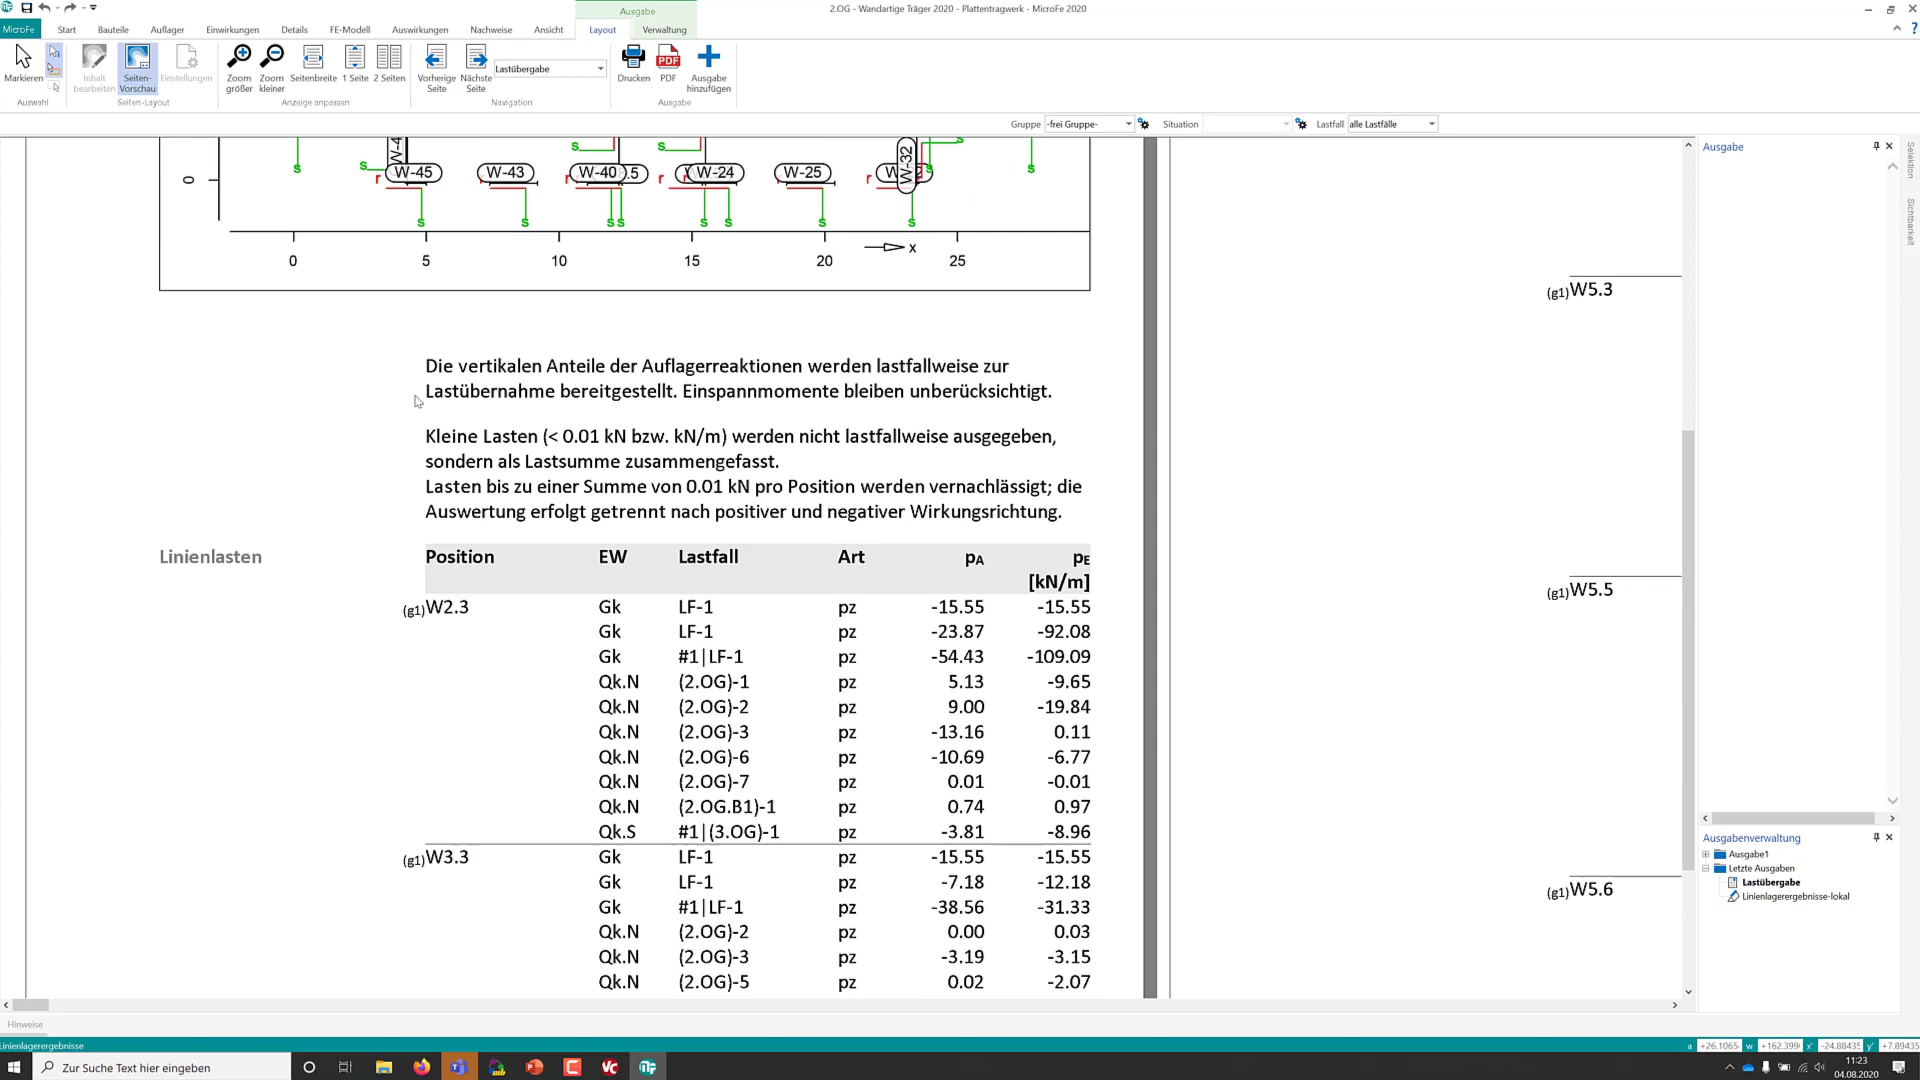 Ausgabe
2.OG - Wandartige Träger 2020 - Plattentragwerk - MicroFe 2020
MicroFe Start Bauteile Auflager Einwirkungen Details FE-Modell Auswirkungen Nachweise Ansicht Layout Verwaltung
Markieren
Inhalt bearbeiten
Seiten-Vorschau
Einstellungen
Zoom größer
Zoom kleiner
Seitenbreite
1 Seite
2 Seiten
Vorherige Seite
Nächste Seite
Lastübergabe
Drucken
PDF
Ausgabe hinzufügen
Auswahl Seiten-Layout Anzeige anpassen Navigation Ausgabe
Gruppe -frei Gruppe- Situation Lastfall alle Lastfälle
W-4
W-32
W-45 W-43 W-40 .5 W-24 W-25
0
x
0 5 10 15 20 25
Die vertikalen Anteile der Auflagerreaktionen werden lastfallweise zur
Lastübernahme bereitgestellt. Einspannmomente bleiben unberücksichtigt.
Kleine Lasten (< 0.01 kN bzw. kN/m) werden nicht lastfallweise ausgegeben,
sondern als Lastsumme zusammengefasst.
Lasten bis zu einer Summe von 0.01 kN pro Position werden vernachlässigt; die
Auswertung erfolgt getrennt nach positiver und negativer Wirkungsrichtung.
Linienlasten
Position EW Lastfall Art pA pE
[kN/m]
(g1)W2.3 Gk LF-1 pz -15.55 -15.55
Gk LF-1 pz -23.87 -92.08
Gk #1|LF-1 pz -54.43 -109.09
Qk.N (2.OG)-1 pz 5.13 -9.65
Qk.N (2.OG)-2 pz 9.00 -19.84
Qk.N (2.OG)-3 pz -13.16 0.11
Qk.N (2.OG)-6 pz -10.69 -6.77
Qk.N (2.OG)-7 pz 0.01 -0.01
Qk.N (2.OG.B1)-1 pz 0.74 0.97
Qk.S #1|(3.OG)-1 pz -3.81 -8.96
(g1)W3.3 Gk LF-1 pz -15.55 -15.55
Gk LF-1 pz -7.18 -12.18
Gk #1|LF-1 pz -38.56 -31.33
Qk.N (2.OG)-2 pz 0.00 0.03
Qk.N (2.OG)-3 pz -3.19 -3.15
Qk.N (2.OG)-5 pz 0.02 -2.07
(g1)W5.3
(g1)W5.5
(g1)W5.6
Ausgabe
Selektion
Sichtbarkeit
Ausgabenverwaltung
Ausgabe1
Letzte Ausgaben
Lastübergabe
Linienlagerergebnisse-lokal
Hinweise
Linienlagerergebnisse
a +26.1065 w +162.399 x' -24.88435 y' +7.89435
Zur Suche Text hier eingeben
11:23
04.08.2020